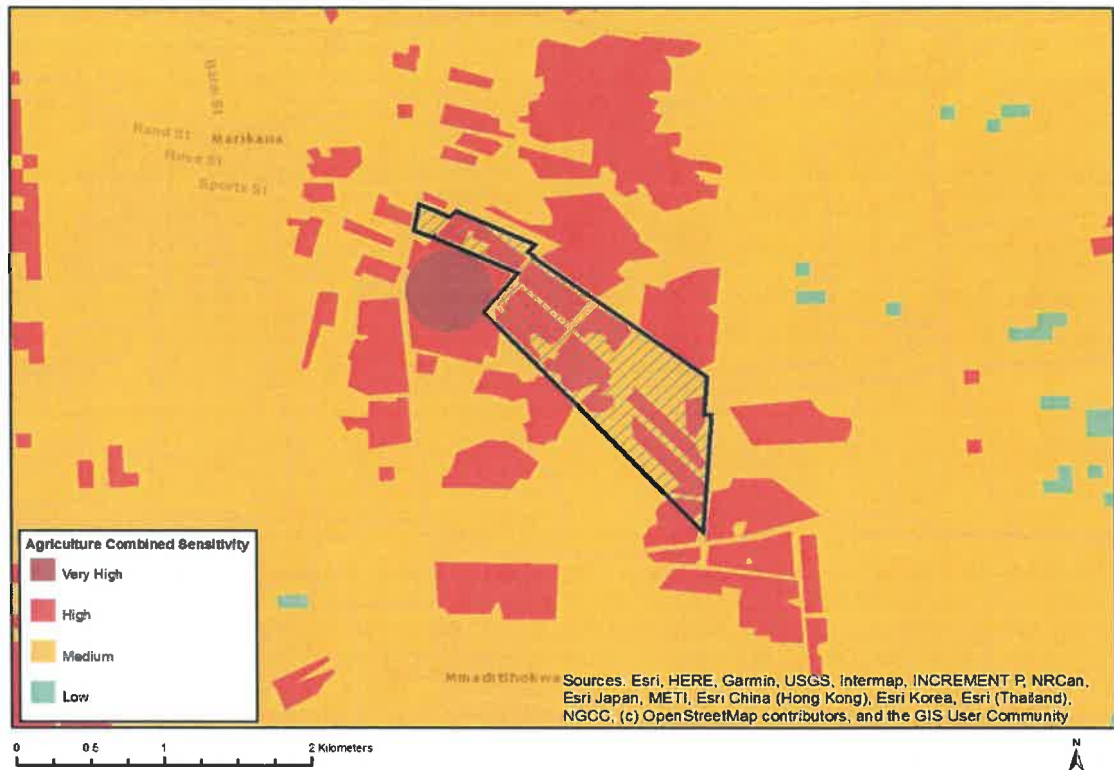 Rand St
Marikana
Sports St
Agriculture Combined Sensitivity
Very High
High
Medium
Low
Mmaditlhokwa
Sources. Esri, HERE, Garmin, USGS, Intermap, INCREMENT P, NRCan,
Esri Japan, METI, Esri China (Hong Kong), Esri Korea, Esri (Thailand),
NGCC, (c) OpenStreetMap contributors, and the GIS User Community
0 0 5 1 2 Kilometers
N